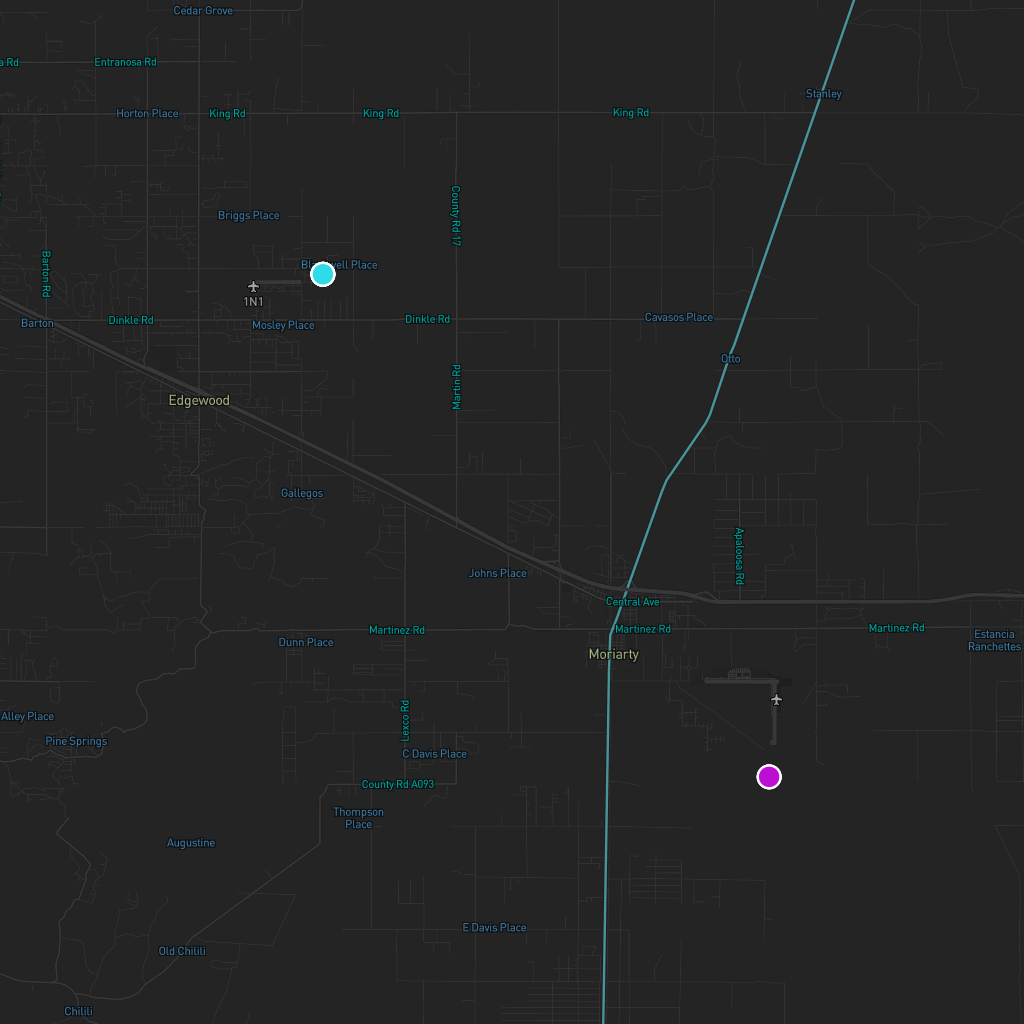 Cedar Grove
a Rd
Entranosa Rd
Stanley
Horton Place
King Rd
King Rd
King Rd
County Rd 17
Briggs Place
Barton Rd
1N1
Barton
Dinkle Rd
Mosley Place
Dinkle Rd
Cavasos Place
Otto
Martin Rd
Edgewood
Gallegos
Apaloosa Rd
Johns Place
Central Ave
Martinez Rd
Martinez Rd
Martinez Rd
Dunn Place
Estancia
Ranchettes
Moriarty
Alley Place
Lexco Rd
Pine Springs
C Davis Place
County Rd A093
Thompson
Place
Augustine
E Davis Place
Old Chilili
Chilili